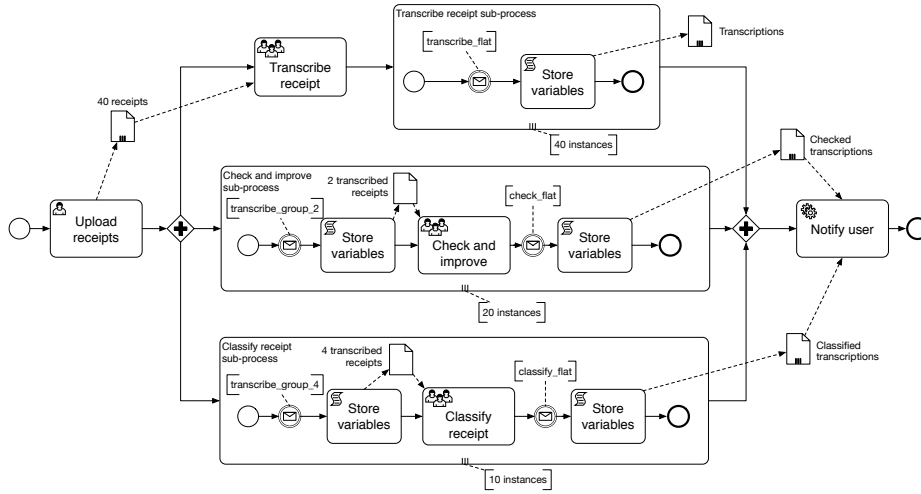 Transcribe receipt sub-process
transcribe_flat
Transcriptions
Transcribe
receipt
Store
variables
40 receipts
40 instances
Checked
transcriptions
Check and improve
sub-process
2 transcribed
receipts
transcribe_group_2
check_flat
Upload
receipts
Store
variables
Check and
improve
Store
variables
Notify user
20 instances
Classify receipt
sub-process
4 transcribed
receipts
Classified
transcriptions
transcribe_group_4
classify_flat
Store
variables
Classify
receipt
Store
variables
10 instances